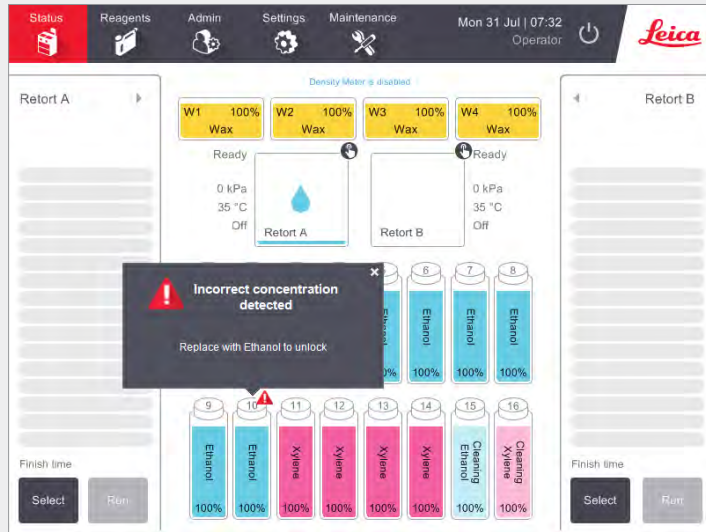 Status Reagents Admin Settings Maintenance
Mon 31 Jul | 07:32
Operator
Leica
Density Meter is disabled
Retort A
Retort B
W1 100%
Wax
W2 100%
Wax
W3 100%
Wax
W4 100%
Wax
Ready
0 kPa
35 °C
Off
Retort A
Retort B
Ready
0 kPa
35 °C
Off
Incorrect concentration
detected
Replace with Ethanol to unlock
6 7 8
Ethanol Ethanol Ethanol
100% 100% 100%
9 10 11 12 13 14 15 16
Ethanol Ethanol Xylene Xylene Xylene Xylene Cleaning Ethanol Cleaning Xylene
100% 100% 100% 100% 100% 100% 100% 100%
Finish time
Select Run
Finish time
Select Run